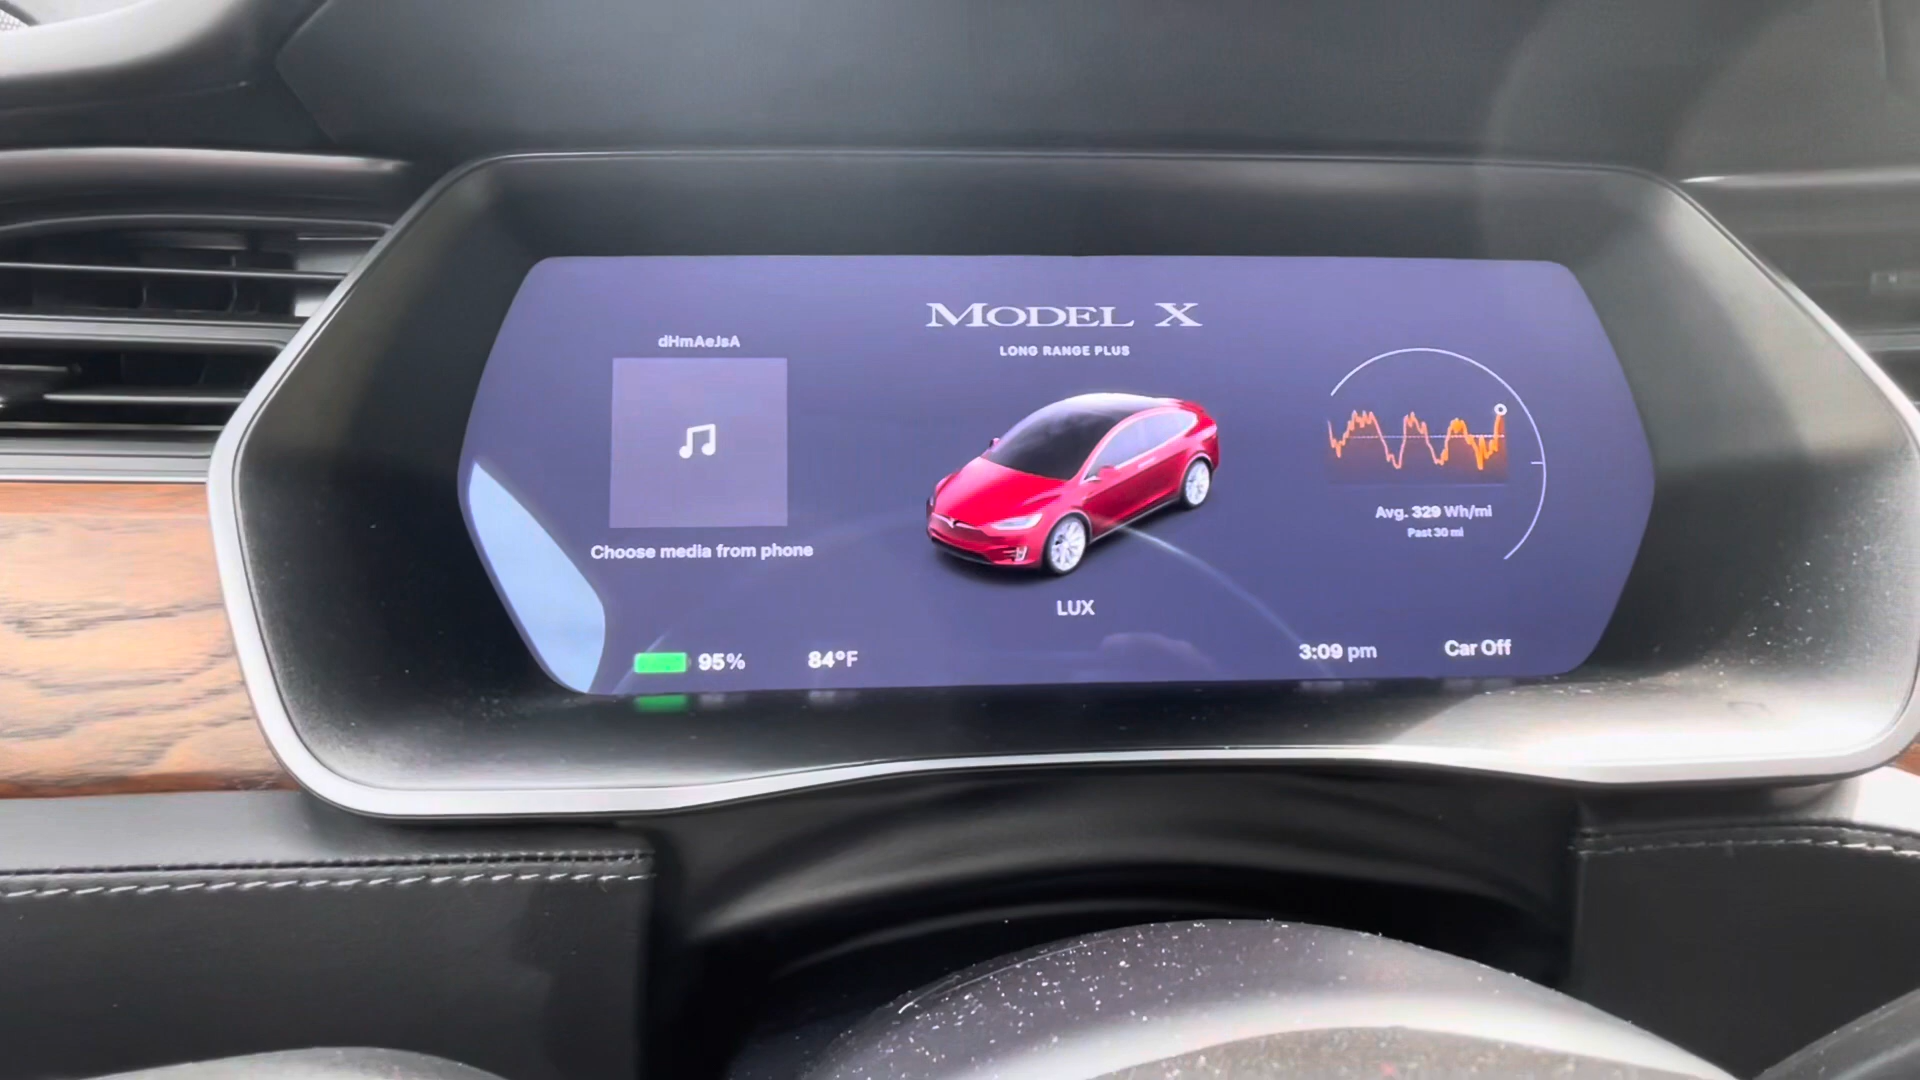 MODEL X
LONG RANGE PLUS
dHmAeJsA
Choose media from phone
Avg. 329 Wh/mi
Past 30 mi
LUX
95%
84°F
3:09 pm
Car Off